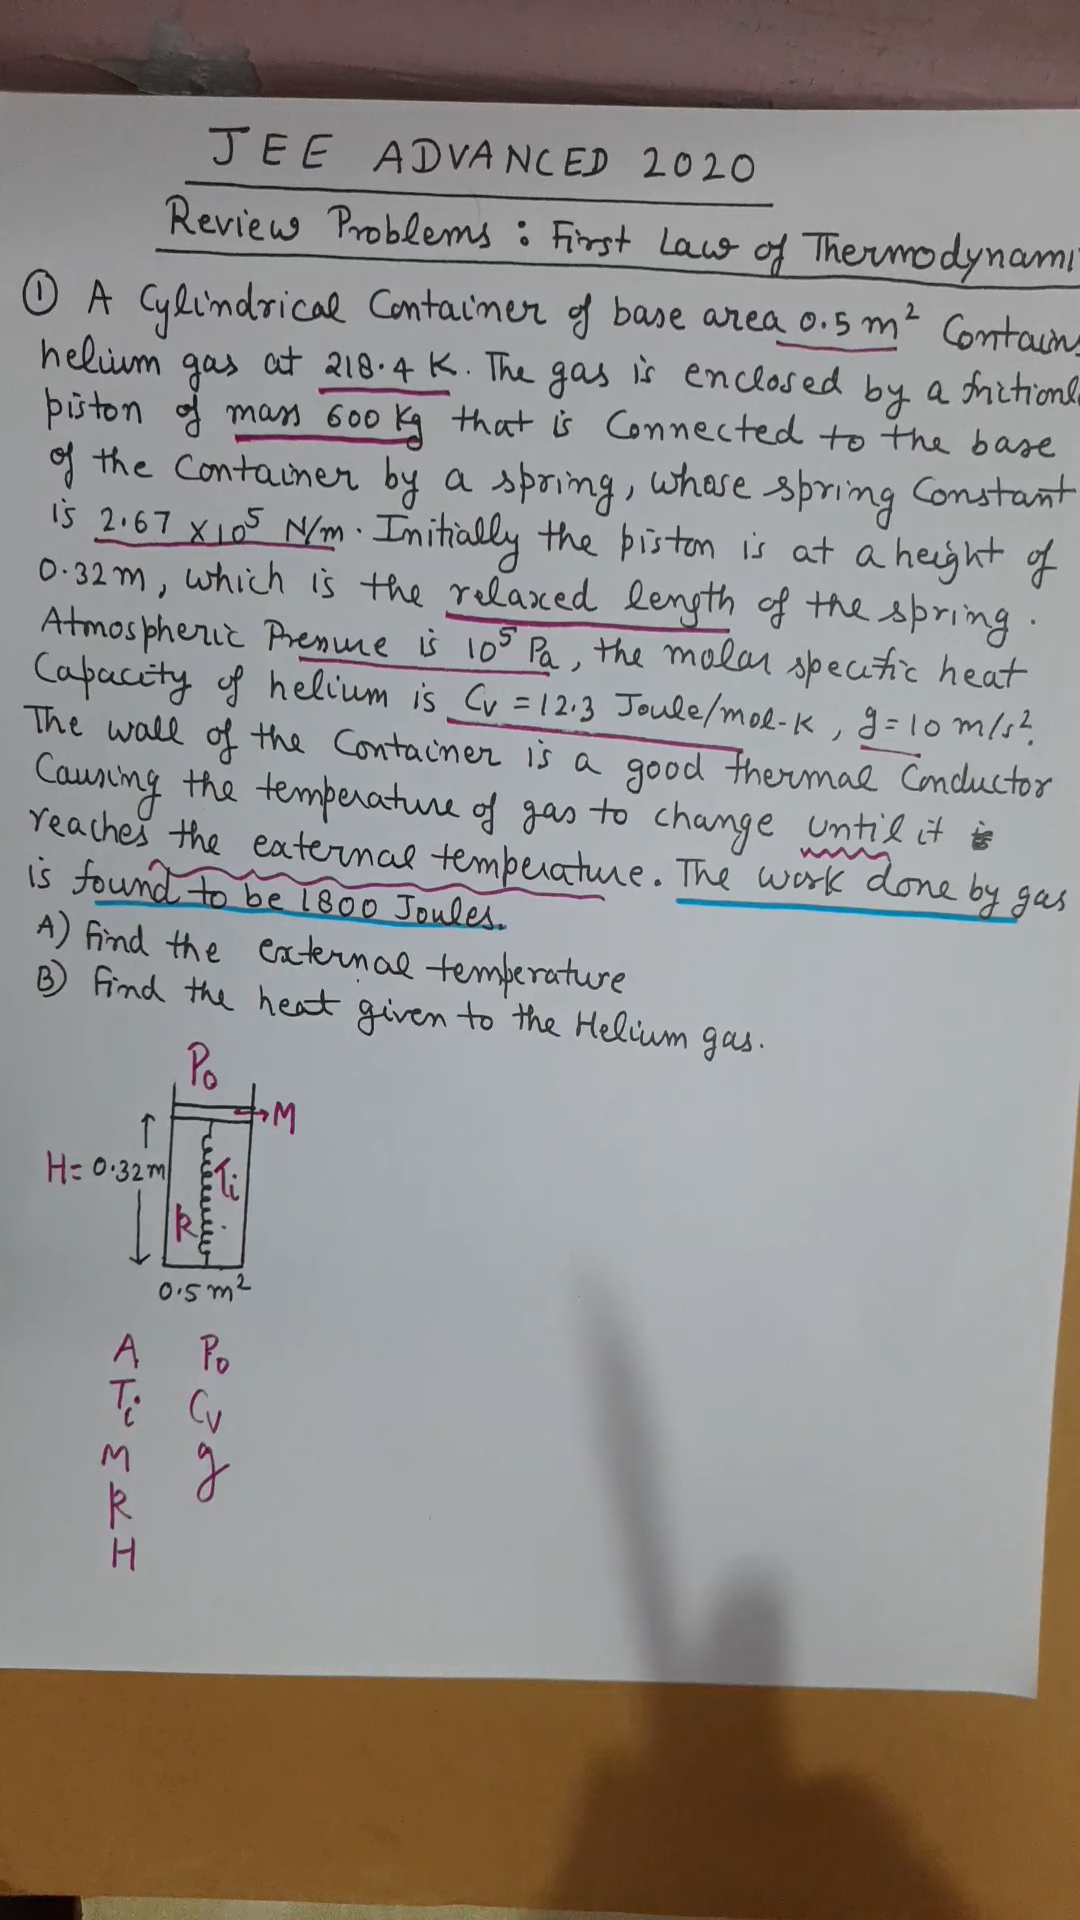 JEE ADVANCED 2020
Review Problems : First Law of Thermodynami
① A Cylindrical Container of base area 0.5 m² Contains
helium gas at 218.4 K. The gas is enclosed by a frictionl
piston of mass 600 Kg that is Connected to the base
of the Container by a spring, whose spring Constant
is 2.67 x 10⁵ N/m. Initially the piston is at a height of
0.32m, which is the relaxed length of the spring.
Atmospheric Pressure is 10⁵ Pa, the molar specific heat
Capacity of helium is Cv = 12.3 Joule/mol-K, g = 10 m/s².
The wall of the Container is a good thermal Conductor
Causing the temperature of gas to change until it
reaches the external temperature. The work done by gas
is found to be 1800 Joules.
A) Find the external temperature
B) Find the heat given to the Helium gas.
P₀
M
H = 0.32m
Ti
k
0.5 m²
A P₀
Ti Cv
M g
k
H